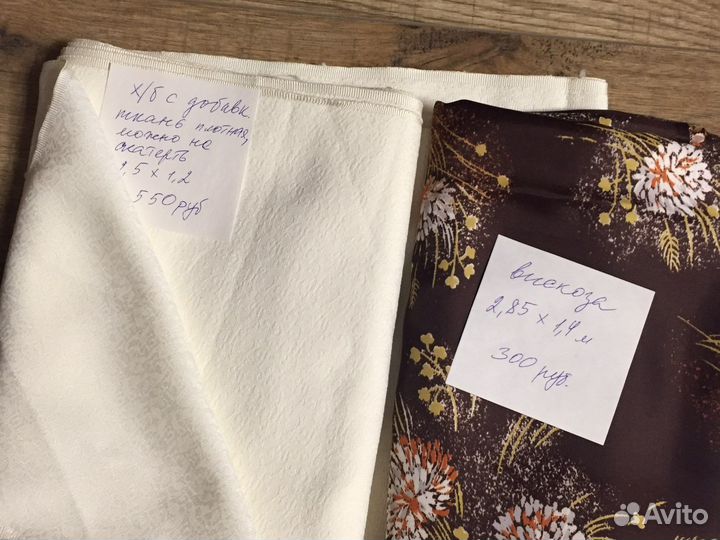 х/б с добавк.
ткань плотная,
можно на
скатерть
1,5 х 1,2
550 руб
вискоза
2,85 х 1,4 м
300 руб.
Avito